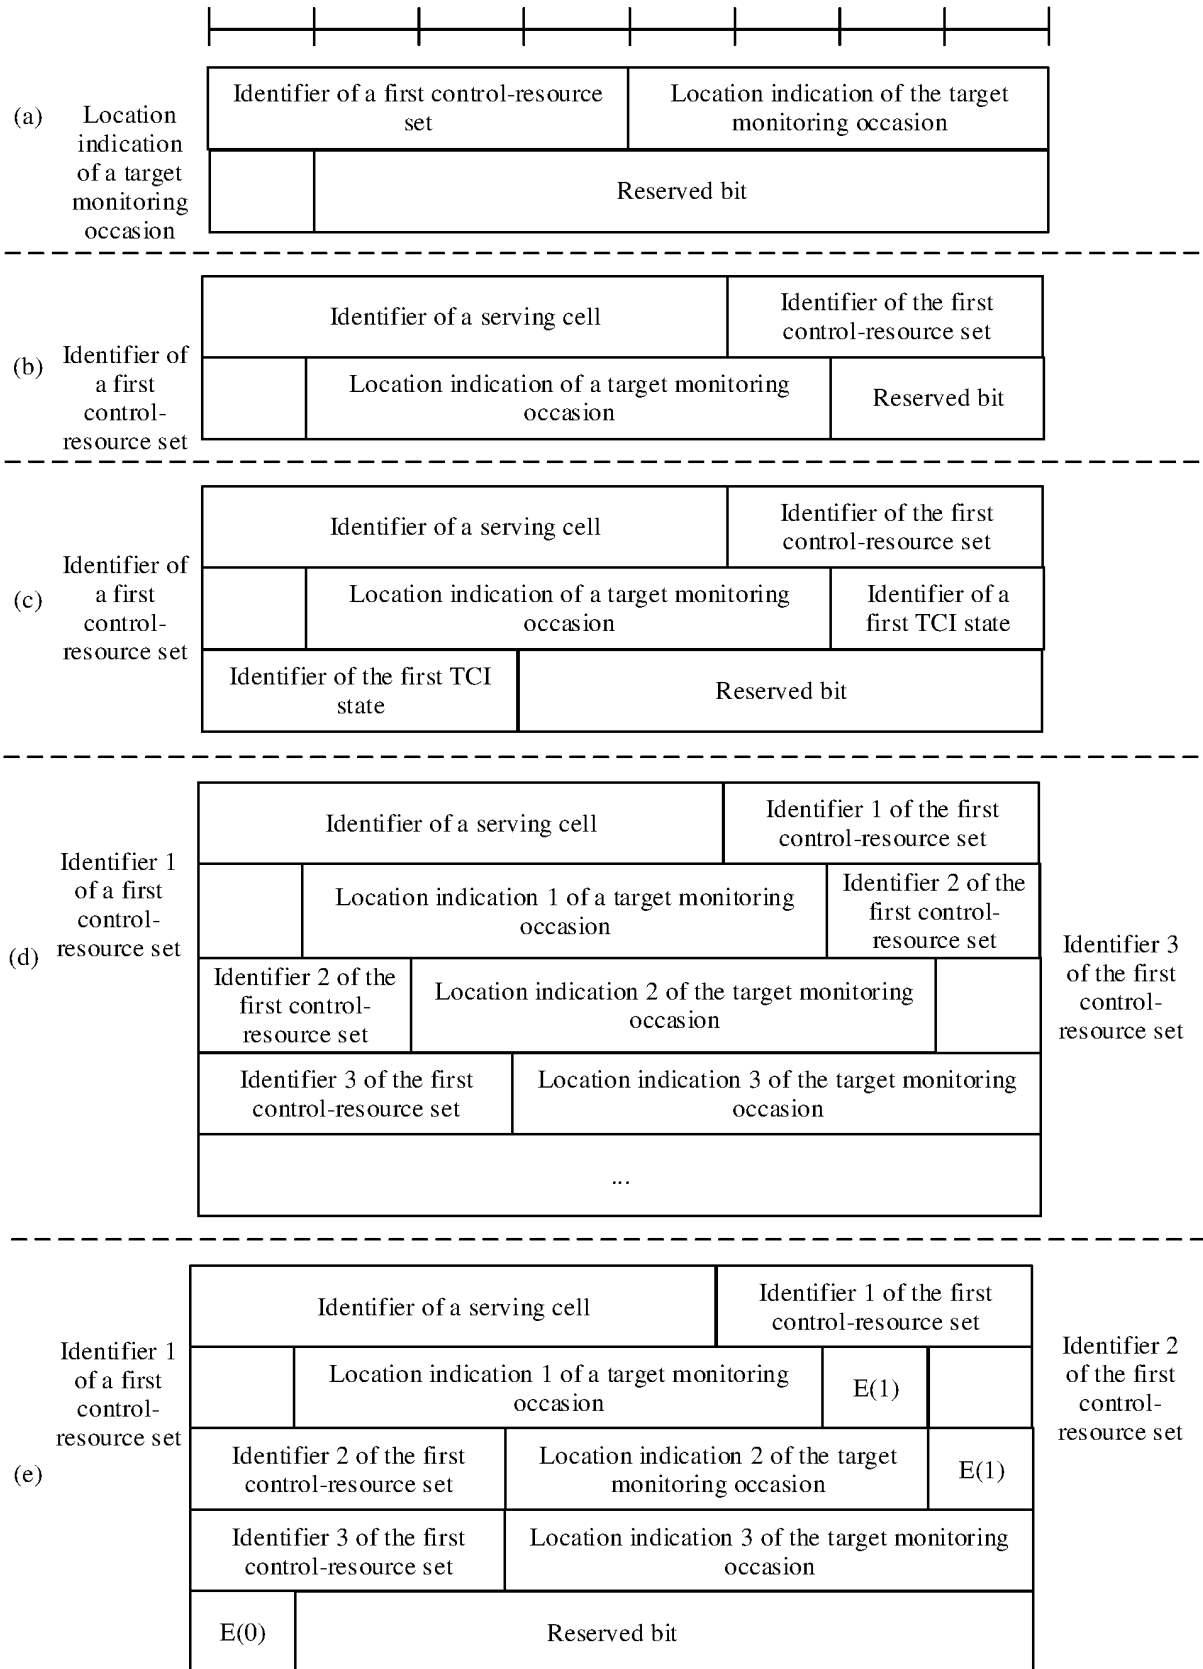 (a)
Location
indication
of a target
monitoring
occasion
Identifier of a first control-resource
set
Location indication of the target
monitoring occasion
Reserved bit
(b)
Identifier of
a first
control-
resource set
Identifier of a serving cell
Identifier of the first
control-resource set
Location indication of a target monitoring
occasion
Reserved bit
(c)
Identifier of
a first
control-
resource set
Identifier of a serving cell
Identifier of the first
control-resource set
Location indication of a target monitoring
occasion
Identifier of a
first TCI state
Identifier of the first TCI
state
Reserved bit
(d)
Identifier 1
of a first
control-
resource set
Identifier of a serving cell
Identifier 1 of the first
control-resource set
Location indication 1 of a target monitoring
occasion
Identifier 2 of the
first control-
resource set
Identifier 2 of
the first control-
resource set
Location indication 2 of the target monitoring
occasion
Identifier 3
of the first
control-
resource set
Identifier 3 of the first
control-resource set
Location indication 3 of the target monitoring
occasion
...
(e)
Identifier 1
of a first
control-
resource set
Identifier of a serving cell
Identifier 1 of the first
control-resource set
Location indication 1 of a target monitoring
occasion
E(1)
Identifier 2
of the first
control-
resource set
Identifier 2 of the first
control-resource set
Location indication 2 of the target
monitoring occasion
E(1)
Identifier 3 of the first
control-resource set
Location indication 3 of the target monitoring
occasion
E(0)
Reserved bit